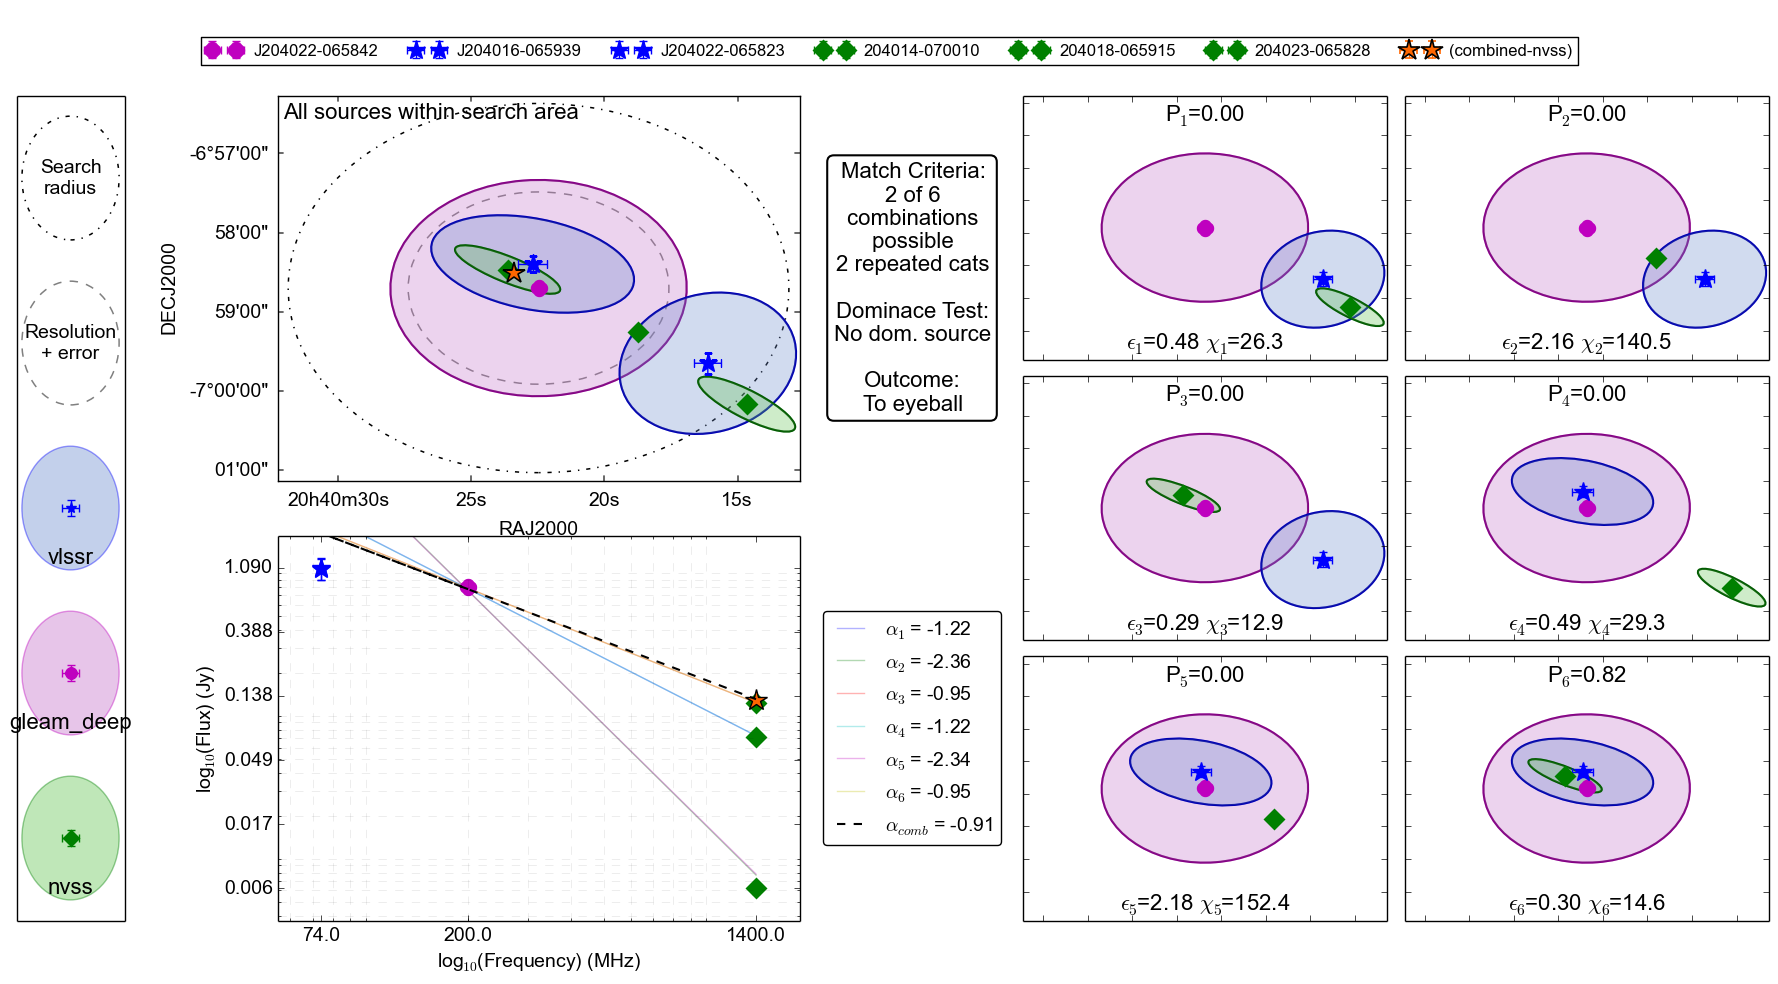 J204022-065842 J204016-065939 J204022-065823 204014-070010 204018-065915 204023-065828 (combined-nvss)
Search
radius
Resolution
+ error
vlssr
gleam_deep
nvss
All sources within search area
-6°57'00"
58'00"
59'00"
-7°00'00"
01'00"
DECJ2000
20h40m30s 25s 20s 15s
RAJ2000
Match Criteria:
2 of 6
combinations
possible
2 repeated cats
Dominace Test:
No dom. source
Outcome:
To eyeball
1.090
0.388
0.138
0.049
0.017
0.006
log10(Flux) (Jy)
74.0 200.0 1400.0
log10(Frequency) (MHz)
α1 = -1.22
α2 = -2.36
α3 = -0.95
α4 = -1.22
α5 = -2.34
α6 = -0.95
αcomb = -0.91
P1=0.00
ϵ1=0.48 χ1=26.3
P2=0.00
ϵ2=2.16 χ2=140.5
P3=0.00
ϵ3=0.29 χ3=12.9
P4=0.00
ϵ4=0.49 χ4=29.3
P5=0.00
ϵ5=2.18 χ5=152.4
P6=0.82
ϵ6=0.30 χ6=14.6